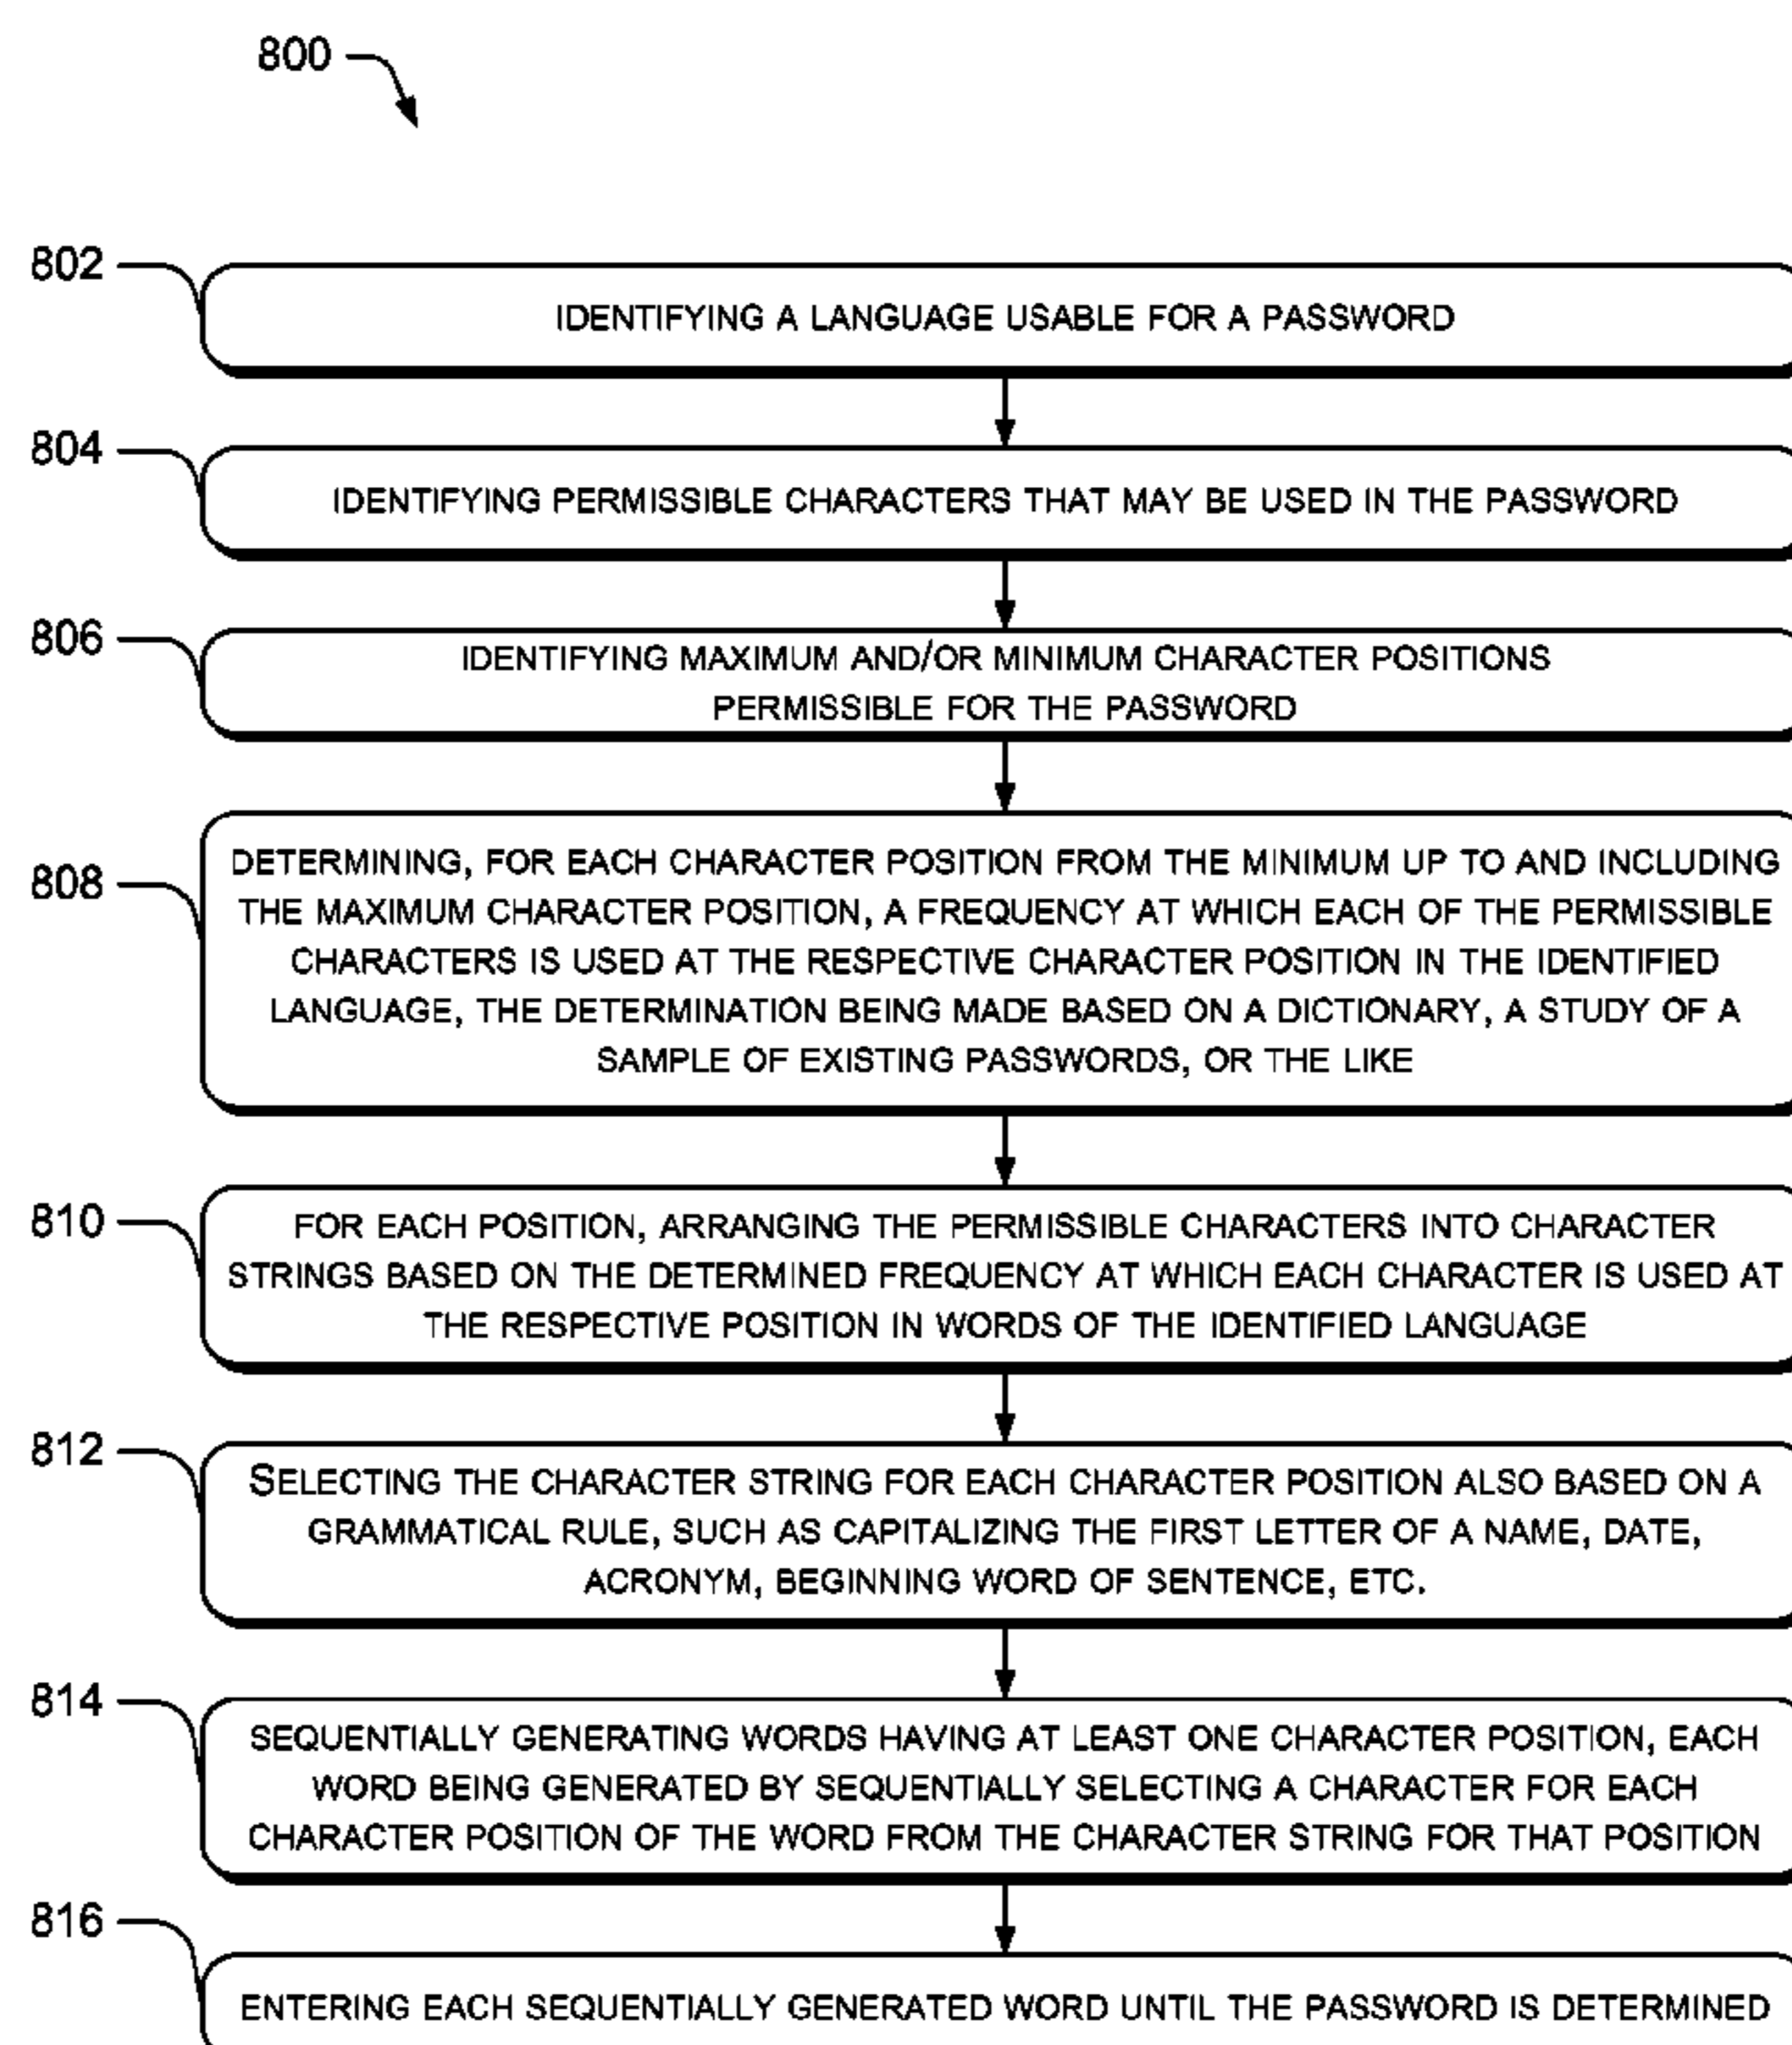 800
802
IDENTIFYING A LANGUAGE USABLE FOR A PASSWORD
804
IDENTIFYING PERMISSIBLE CHARACTERS THAT MAY BE USED IN THE PASSWORD
806
IDENTIFYING MAXIMUM AND/OR MINIMUM CHARACTER POSITIONS
PERMISSIBLE FOR THE PASSWORD
808
DETERMINING, FOR EACH CHARACTER POSITION FROM THE MINIMUM UP TO AND INCLUDING
THE MAXIMUM CHARACTER POSITION, A FREQUENCY AT WHICH EACH OF THE PERMISSIBLE
CHARACTERS IS USED AT THE RESPECTIVE CHARACTER POSITION IN THE IDENTIFIED
LANGUAGE, THE DETERMINATION BEING MADE BASED ON A DICTIONARY, A STUDY OF A
SAMPLE OF EXISTING PASSWORDS, OR THE LIKE
810
FOR EACH POSITION, ARRANGING THE PERMISSIBLE CHARACTERS INTO CHARACTER
STRINGS BASED ON THE DETERMINED FREQUENCY AT WHICH EACH CHARACTER IS USED AT
THE RESPECTIVE POSITION IN WORDS OF THE IDENTIFIED LANGUAGE
812
SELECTING THE CHARACTER STRING FOR EACH CHARACTER POSITION ALSO BASED ON A
GRAMMATICAL RULE, SUCH AS CAPITALIZING THE FIRST LETTER OF A NAME, DATE,
ACRONYM, BEGINNING WORD OF SENTENCE, ETC.
814
SEQUENTIALLY GENERATING WORDS HAVING AT LEAST ONE CHARACTER POSITION, EACH
WORD BEING GENERATED BY SEQUENTIALLY SELECTING A CHARACTER FOR EACH
CHARACTER POSITION OF THE WORD FROM THE CHARACTER STRING FOR THAT POSITION
816
ENTERING EACH SEQUENTIALLY GENERATED WORD UNTIL THE PASSWORD IS DETERMINED